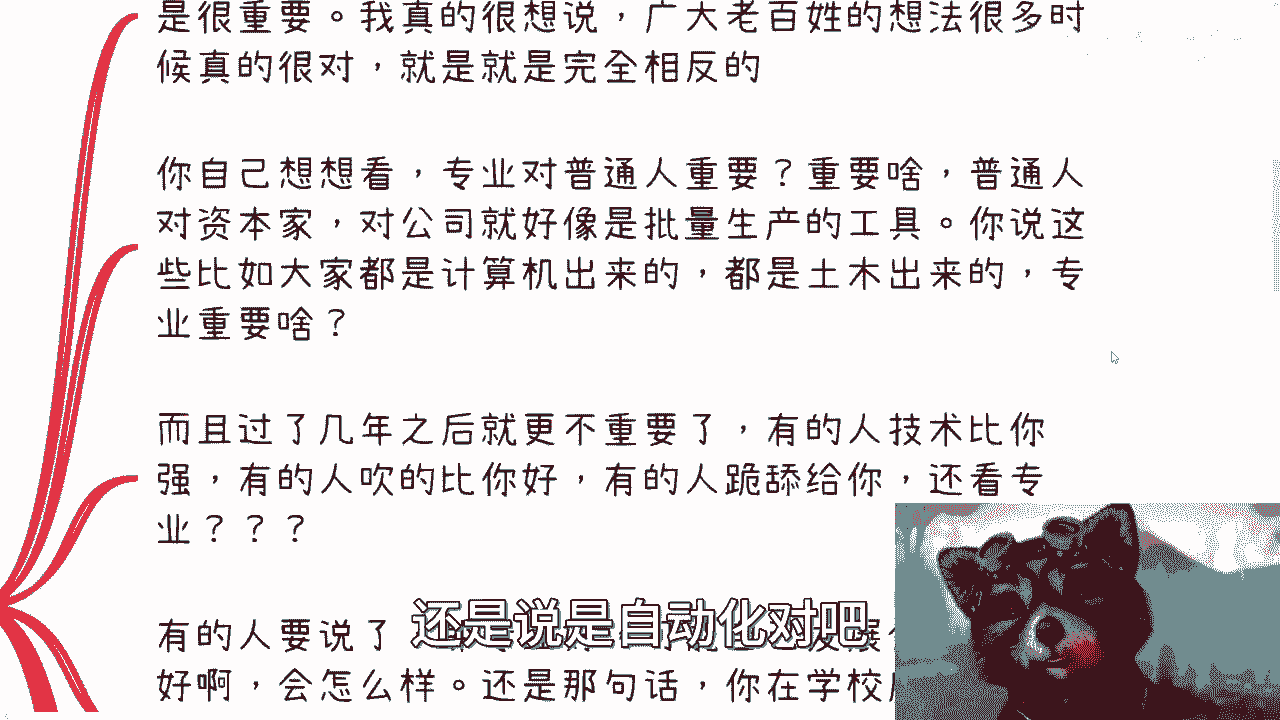 是很重要。我真的很想说，广大老百姓的想法很多时
候真的很对，就是就是完全相反的
你自己想想看，专业对普通人重要？重要啥，普通人
对资本家，对公司就好像是批量生产的工具。你说这
些比如大家都是计算机出来的，都是土木出来的，专
业重要啥？
而且过了几年之后就更不重要了，有的人技术比你
强，有的人吹的比你好，有的人跪舔给你，还看专
业？？？
有的人要说了
还是说是自动化对吧
好啊，会怎么样。还是那句话，你在学校